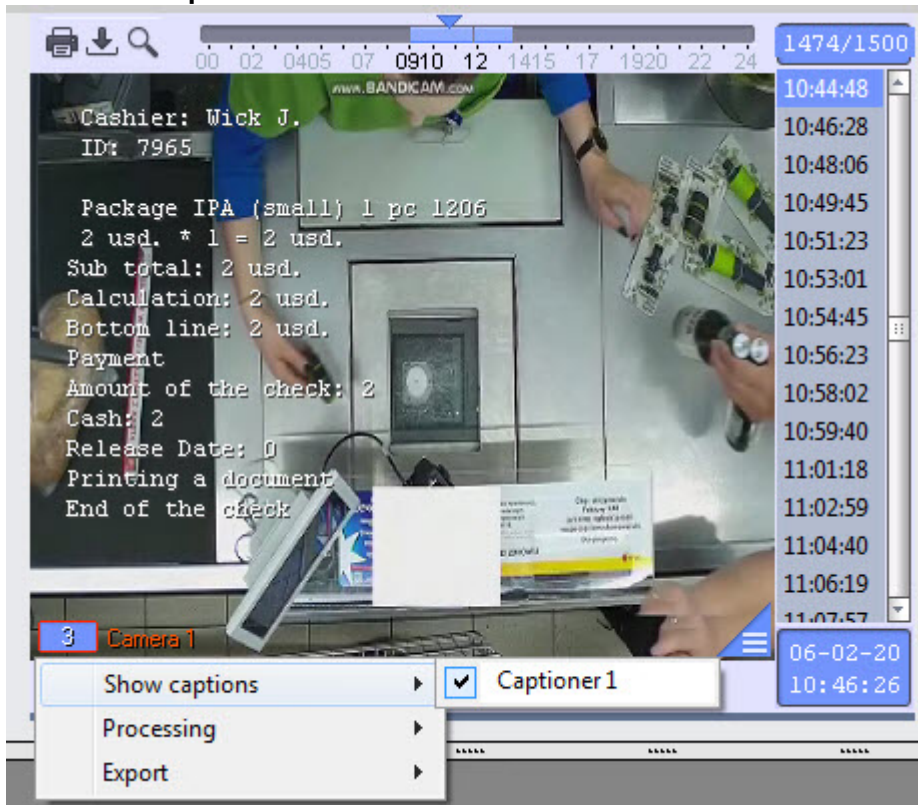 00 02 0405 07 0910 12 1415 17 1920 22 24
1474/1500
www.BANDICAM.com
Cashier: Wick J.
ID: 7965
Package IPA (small) 1 pc 1206
2 usd. * 1 = 2 usd.
Sub total: 2 usd.
Calculation: 2 usd.
Bottom line: 2 usd.
Payment
Amount of the check: 2
Cash: 2
Release Date: 0
Printing a document
End of the check
10:44:48
10:46:28
10:48:06
10:49:45
10:51:23
10:53:01
10:54:45
10:56:23
10:58:02
10:59:40
11:01:18
11:02:59
11:04:40
11:06:19
11:07:57
3 Camera 1
06-02-20
10:46:26
Show captions
Captioner 1
Processing
Export